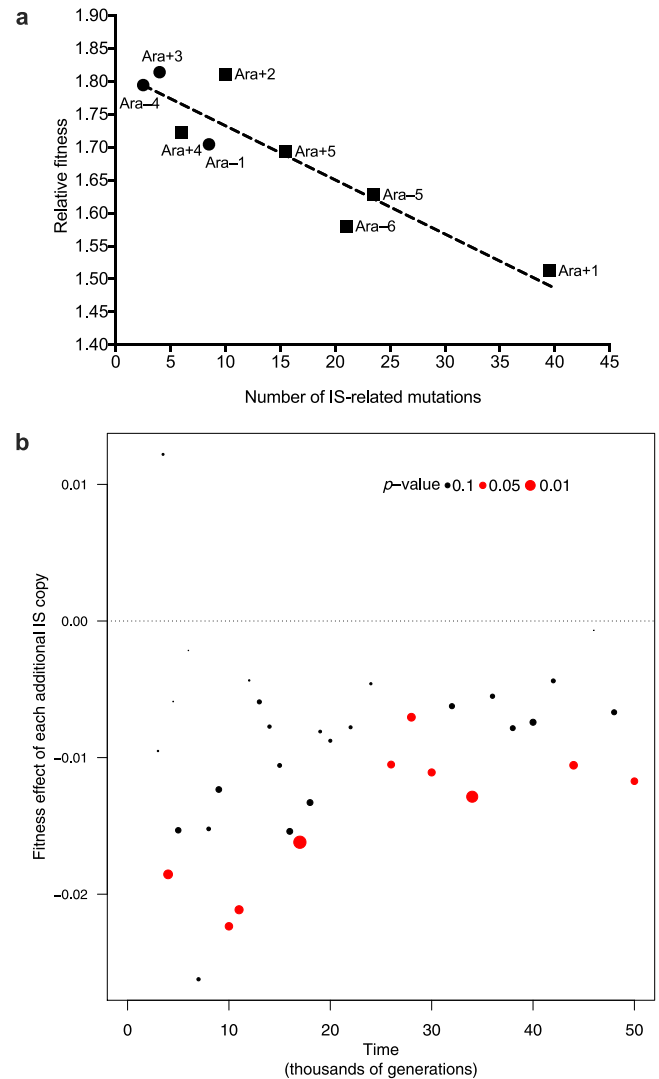 a
1.90
1.85
1.80
1.75
1.70
1.65
1.60
1.55
1.50
1.45
1.40
Relative fitness
Ara+3
Ara+2
Ara–4
Ara+4
Ara–1
Ara+5
Ara–5
Ara–6
Ara+1
0 5 10 15 20 25 30 35 40 45
Number of IS-related mutations
b
p–value 0.1 0.05 0.01
0.01
0.00
−0.01
−0.02
Fitness effect of each additional IS copy
0 10 20 30 40 50
Time
(thousands of generations)